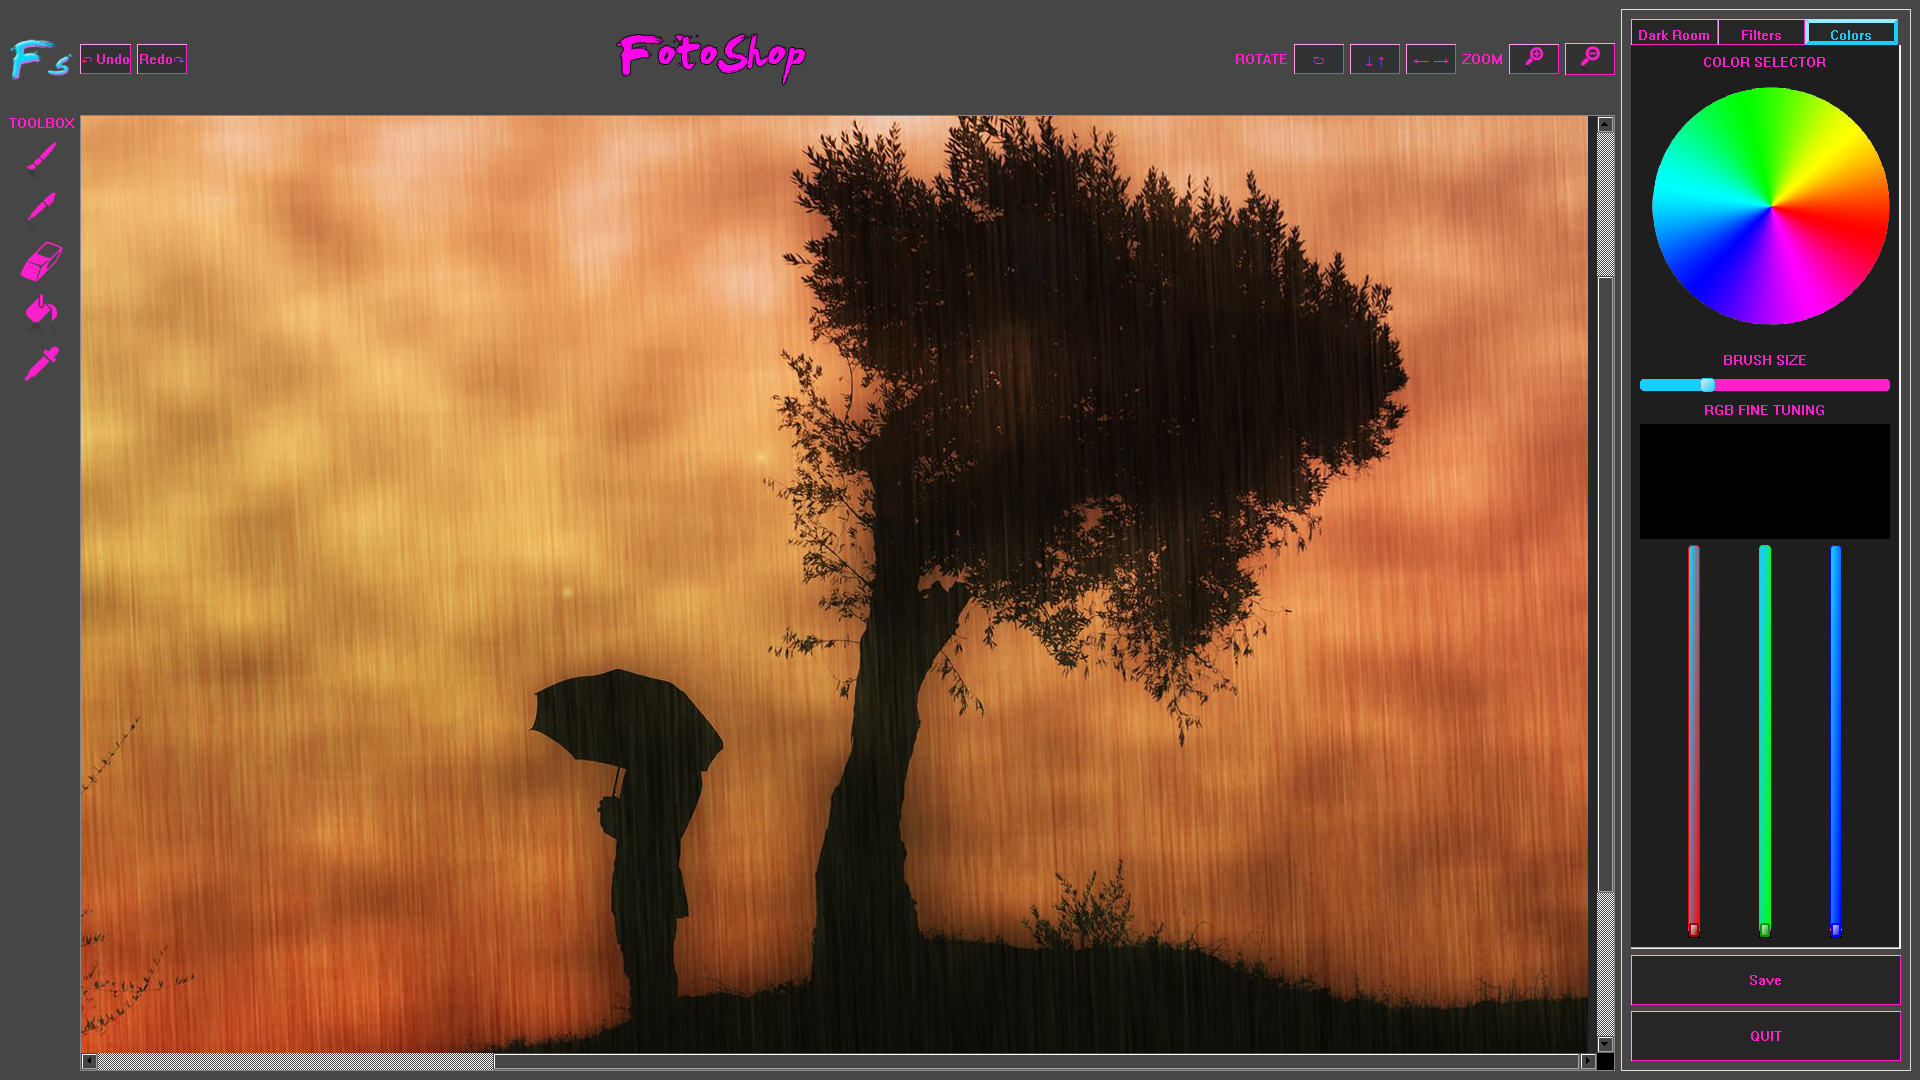 Fs
Undo
Redo
FotoShop
ROTATE
ZOOM
Dark Room
Filters
Colors
COLOR SELECTOR
TOOLBOX
BRUSH SIZE
RGB FINE TUNING
Save
QUIT